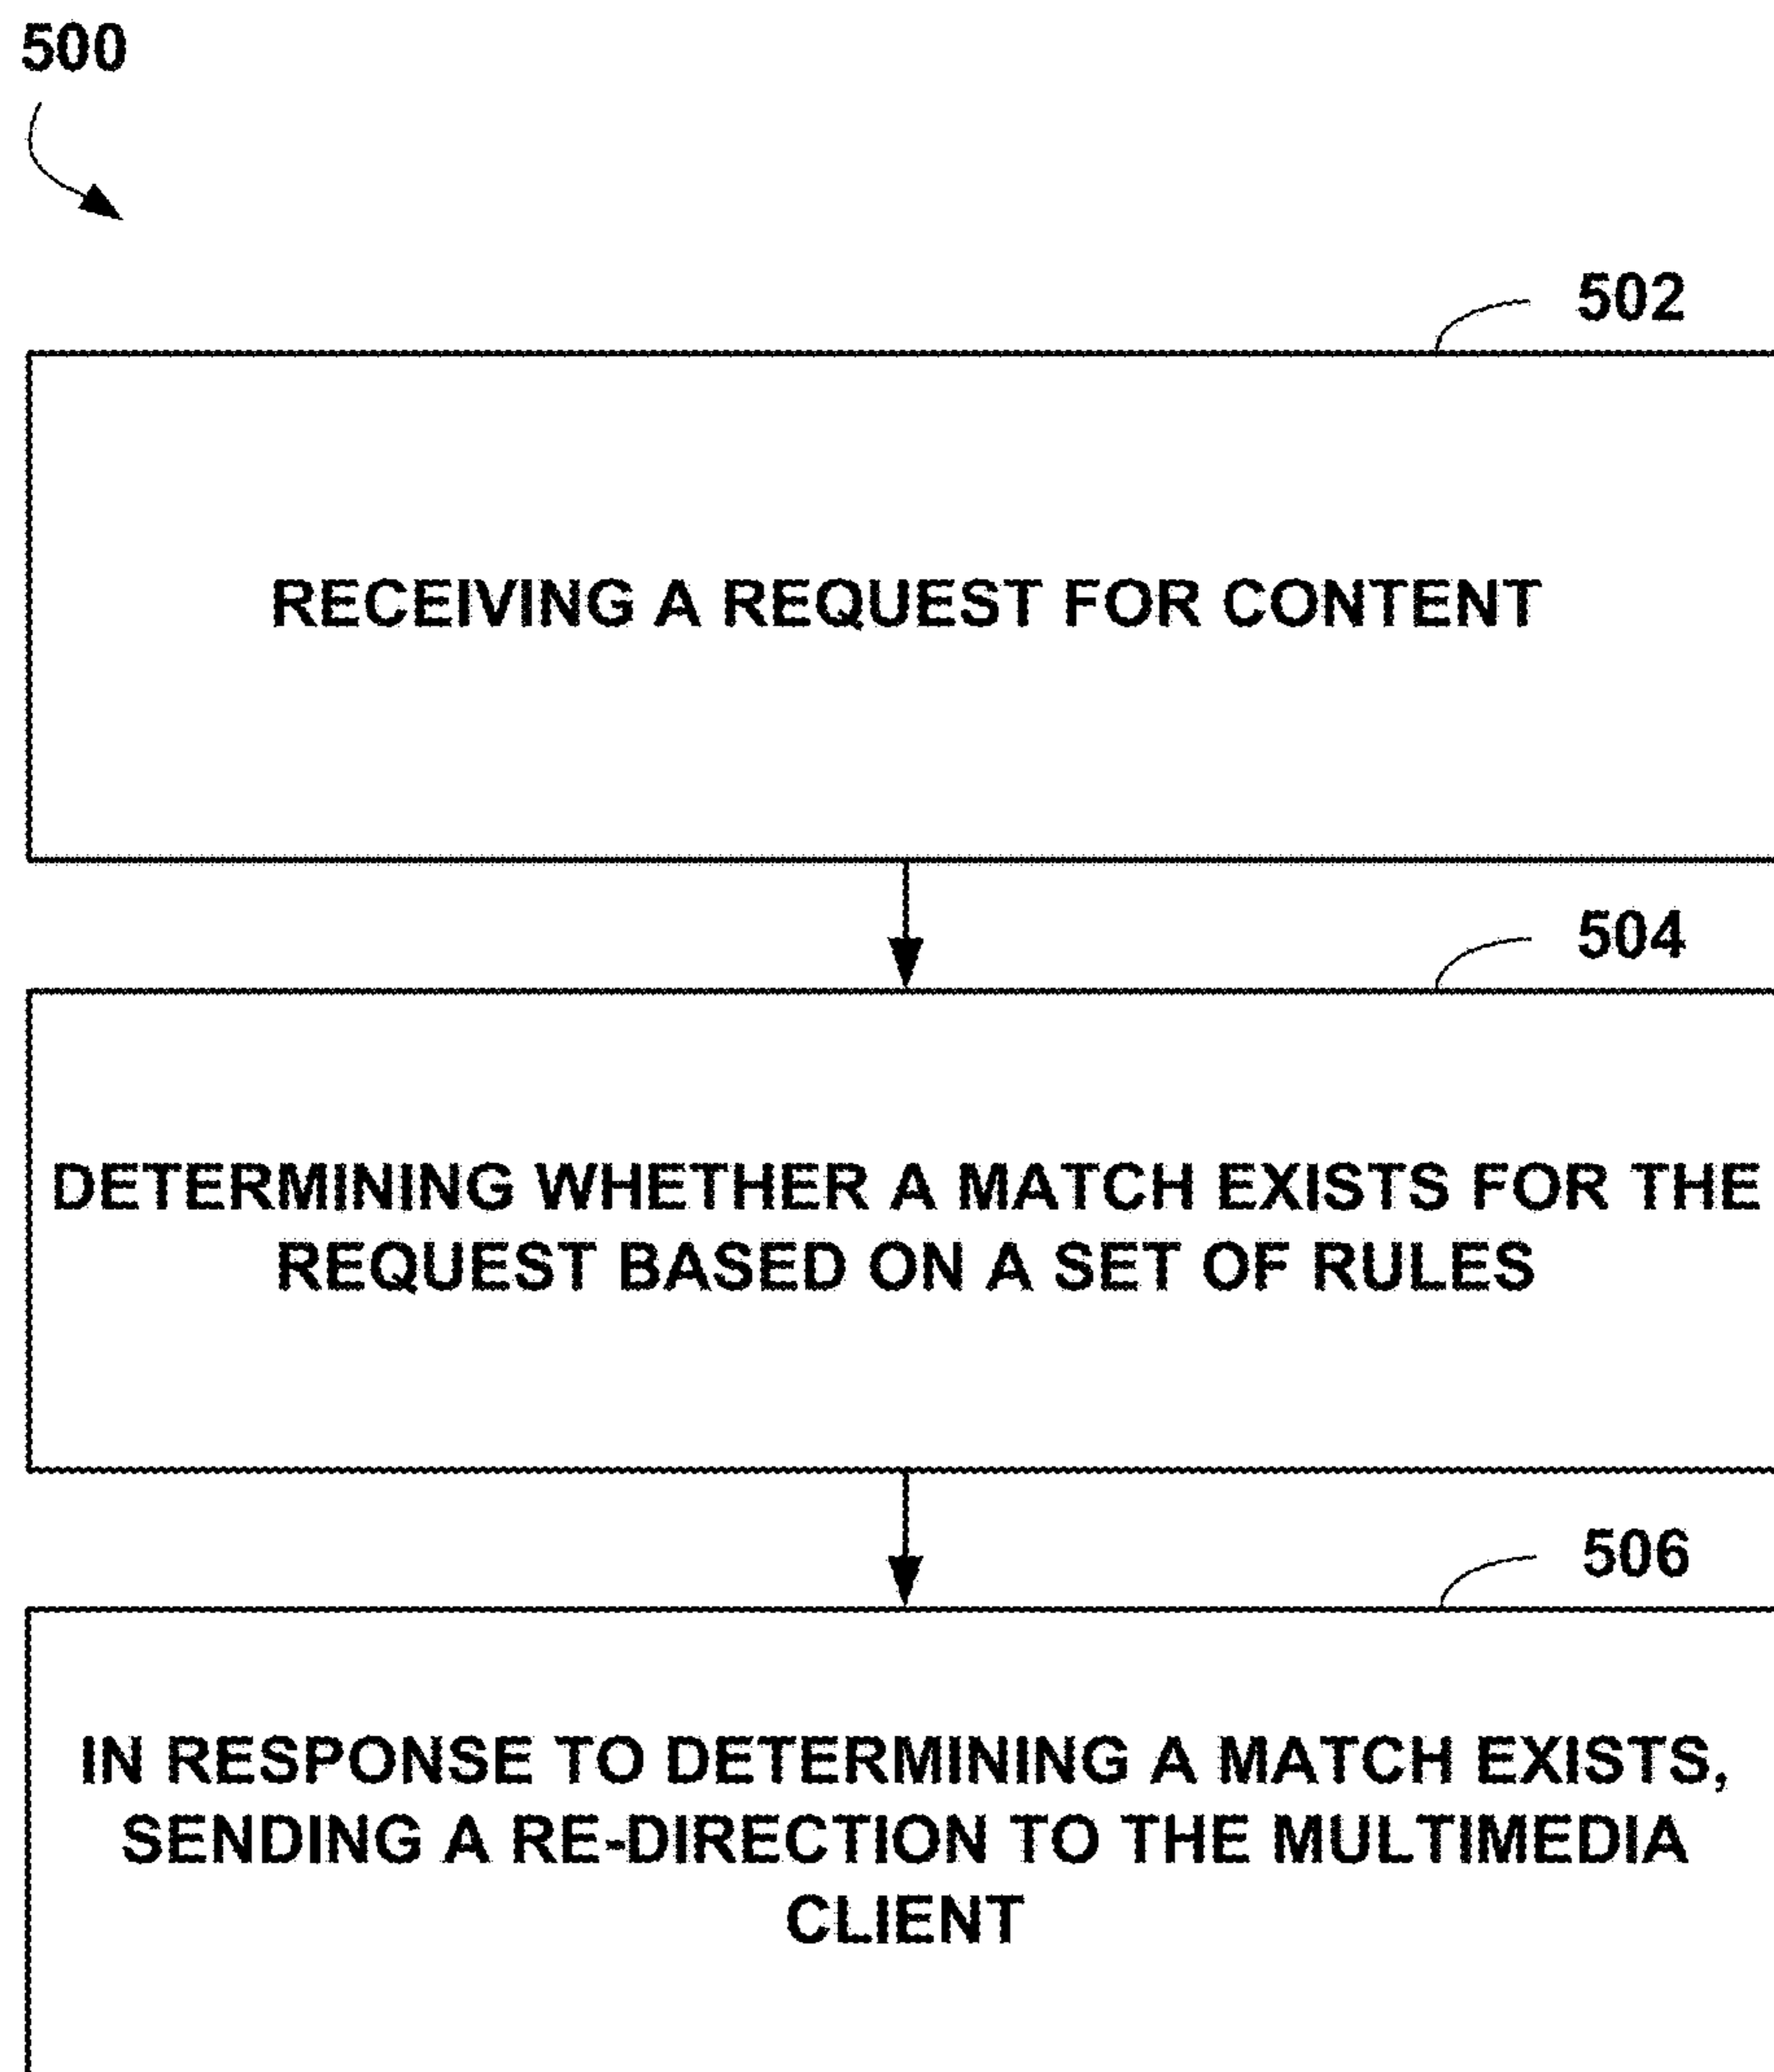 500
502
RECEIVING A REQUEST FOR CONTENT
504
DETERMINING WHETHER A MATCH EXISTS FOR THE
REQUEST BASED ON A SET OF RULES
506
IN RESPONSE TO DETERMINING A MATCH EXISTS,
SENDING A RE-DIRECTION TO THE MULTIMEDIA
CLIENT